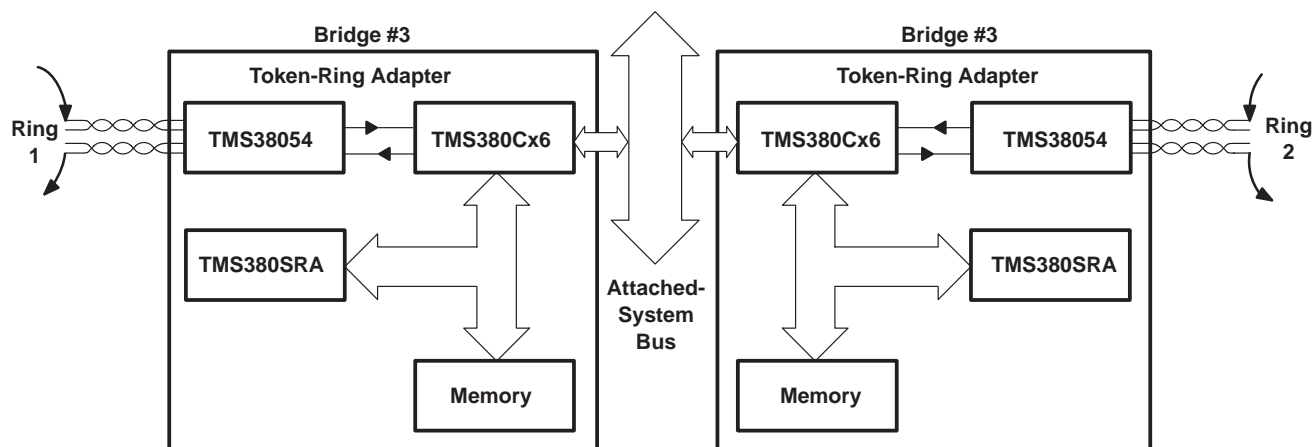 Bridge #3
Token-Ring Adapter
Ring
1
TMS38054
TMS380Cx6
TMS380SRA
Memory
Attached-
System
Bus
Bridge #3
Token-Ring Adapter
TMS380Cx6
TMS38054
Ring
2
TMS380SRA
Memory